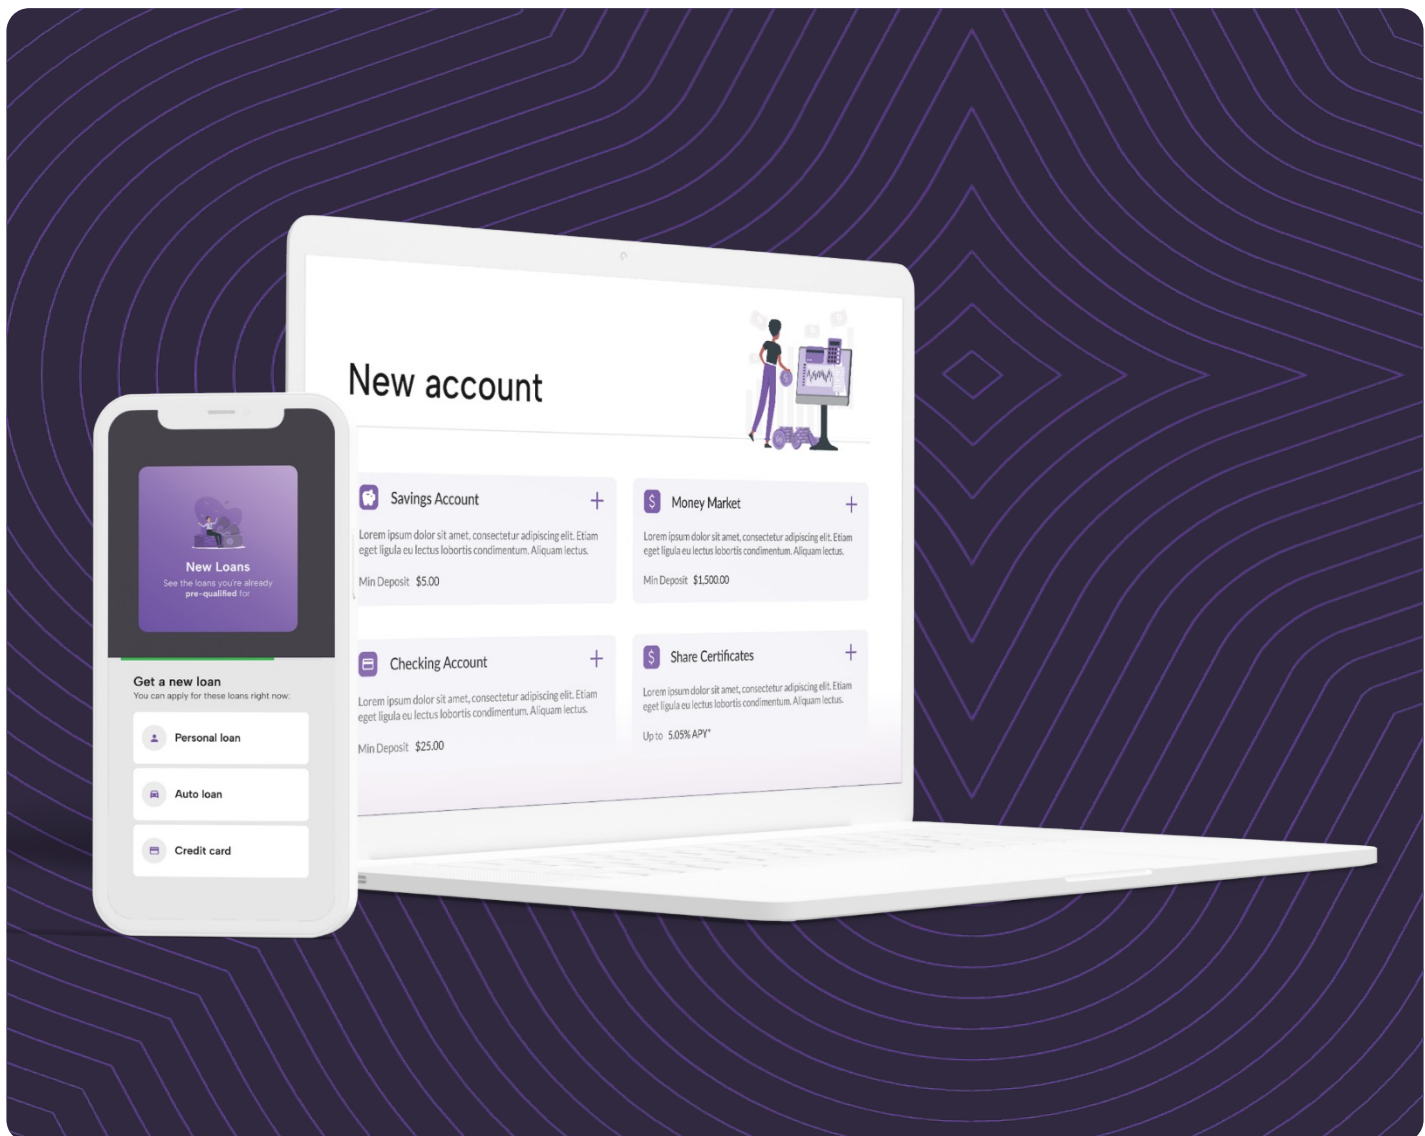 New account
Savings Account
Lorem ipsum dolor sit amet, consectetur adipiscing elit. Etiam
eget ligula eu lectus lobortis condimentum. Aliquam lectus.
Min Deposit $5.00
Money Market
Lorem ipsum dolor sit amet, consectetur adipiscing elit. Etiam
eget ligula eu lectus lobortis condimentum. Aliquam lectus.
Min Deposit $1,500.00
Checking Account
Lorem ipsum dolor sit amet, consectetur adipiscing elit. Etiam
eget ligula eu lectus lobortis condimentum. Aliquam lectus.
Min Deposit $25.00
Share Certificates
Lorem ipsum dolor sit amet, consectetur adipiscing elit. Etiam
eget ligula eu lectus lobortis condimentum. Aliquam lectus.
Up to 5.05% APY*
New Loans
See the loans you're already
pre-qualified for
Get a new loan
You can apply for these loans right now:
Personal loan
Auto loan
Credit card